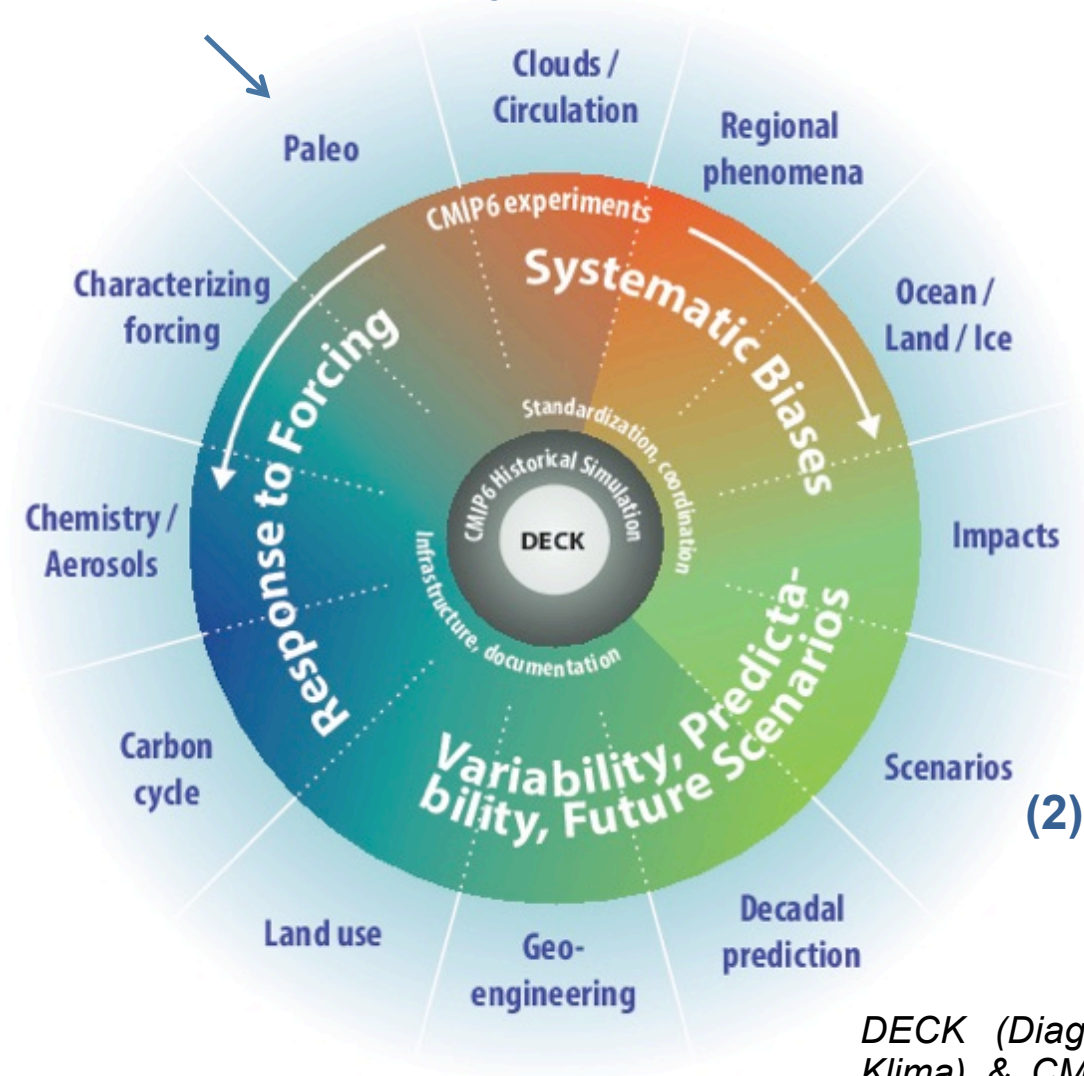 Clouds /
Circulation
Regional
phenomena
Paleo
CMIP6 experiments
Systematic Biases
Characterizing
forcing
Ocean /
Land / Ice
Response to Forcing
Standardization, coordination
CMIP6 Historical Simulation
DECK
Infrastructure, documentation
Chemistry /
Aerosols
Impacts
Variability, Predicta-
bility, Future Scenarios
Carbon
cycle
Scenarios
(2)
Land use
Geo-
engineering
Decadal
prediction
DECK (Diag
Klima) & CM